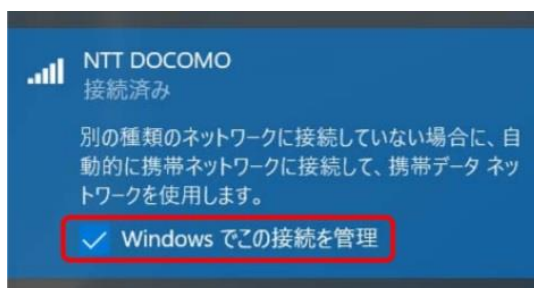 NTT DOCOMO
接続済み
別の種類のネットワークに接続していない場合に、自
動的に携帯ネットワークに接続して、携帯データ ネッ
トワークを使用します。
Windows でこの接続を管理